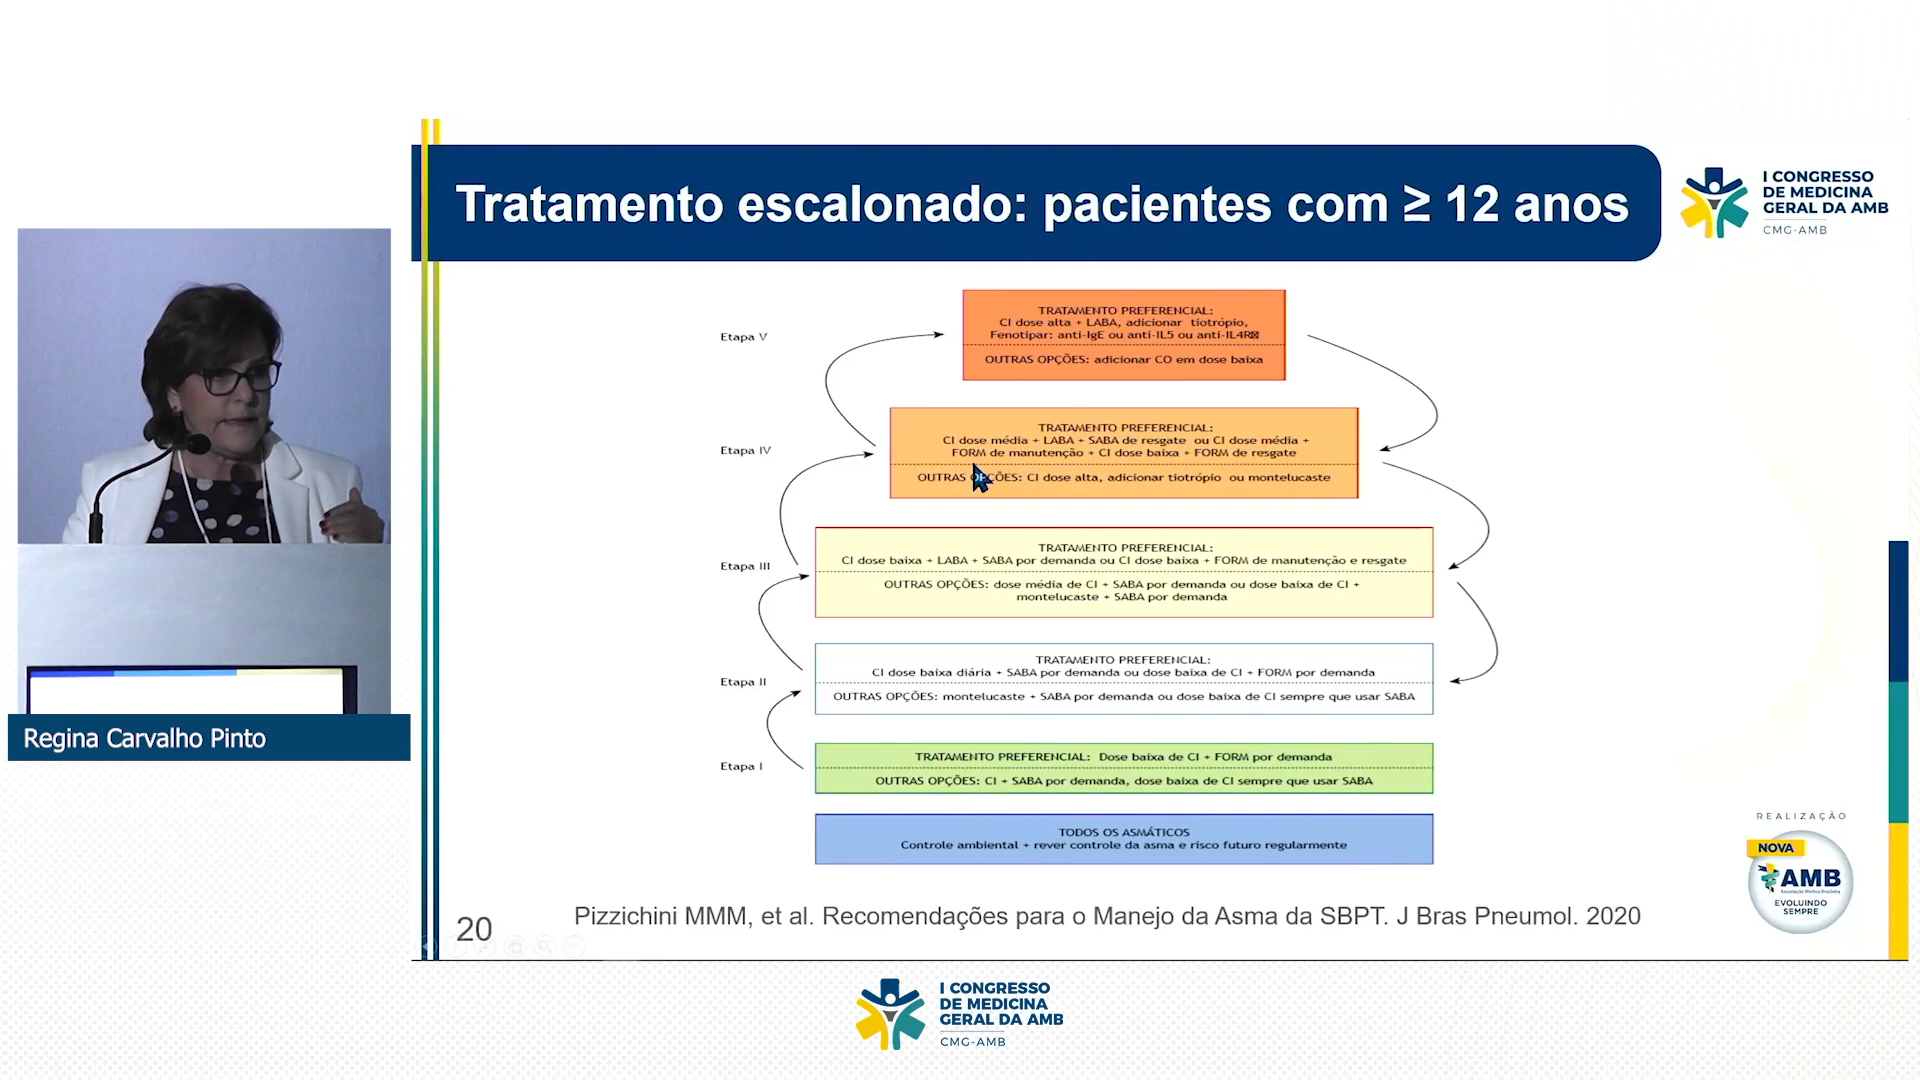 Tratamento escalonado: pacientes com ≥ 12 anos
I CONGRESSO
DE MEDICINA
GERAL DA AMB
CMG-AMB
Etapa V
TRATAMENTO PREFERENCIAL:
CI dose alta + LABA, adicionar tiotrópio,
Fenotipar: anti-IgE ou anti-IL5 ou anti-IL4R
OUTRAS OPÇÕES: adicionar CO em dose baixa
Etapa IV
TRATAMENTO PREFERENCIAL:
CI dose média + LABA + SABA de resgate ou CI dose média +
FORM de manutenção + CI dose baixa + FORM de resgate
OUTRAS OPÇÕES: CI dose alta, adicionar tiotrópio ou montelucaste
Etapa III
TRATAMENTO PREFERENCIAL:
CI dose baixa + LABA + SABA por demanda ou CI dose baixa + FORM de manutenção e resgate
OUTRAS OPÇÕES: dose média de CI + SABA por demanda ou dose baixa de CI +
montelucaste + SABA por demanda
Etapa II
TRATAMENTO PREFERENCIAL:
CI dose baixa diária + SABA por demanda ou dose baixa de CI + FORM por demanda
OUTRAS OPÇÕES: montelucaste + SABA por demanda ou dose baixa de CI sempre que usar SABA
Etapa I
TRATAMENTO PREFERENCIAL: Dose baixa de CI + FORM por demanda
OUTRAS OPÇÕES: CI + SABA por demanda, dose baixa de CI sempre que usar SABA
TODOS OS ASMÁTICOS
Controle ambiental + rever controle da asma e risco futuro regularmente
Regina Carvalho Pinto
REALIZAÇÃO
NOVA
AMB
Associação Médica Brasileira
EVOLUINDO
SEMPRE
20
Pizzichini MMM, et al. Recomendações para o Manejo da Asma da SBPT. J Bras Pneumol. 2020
I CONGRESSO
DE MEDICINA
GERAL DA AMB
CMG-AMB